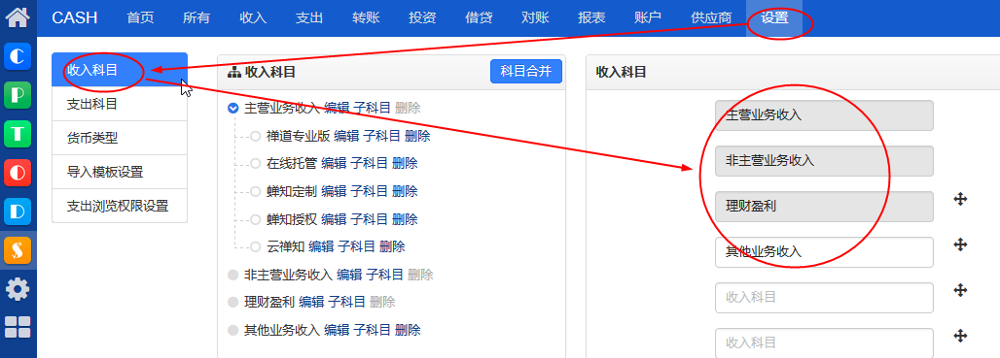 CASH 首页 所有 收入 支出 转账 投资 借贷 对账 报表 账户 供应商 设置
C
P
T
D
$
收入科目
支出科目
货币类型
导入模板设置
支出浏览权限设置
收入科目 科目合并
主营业务收入 编辑 子科目 删除
禅道专业版 编辑 子科目 删除
在线托管 编辑 子科目 删除
蝉知定制 编辑 子科目 删除
蝉知授权 编辑 子科目 删除
云禅知 编辑 子科目 删除
非主营业务收入 编辑 子科目 删除
理财盈利 编辑 子科目 删除
其他业务收入 编辑 子科目 删除
收入科目
主营业务收入
非主营业务收入
理财盈利
其他业务收入
收入科目
收入科目